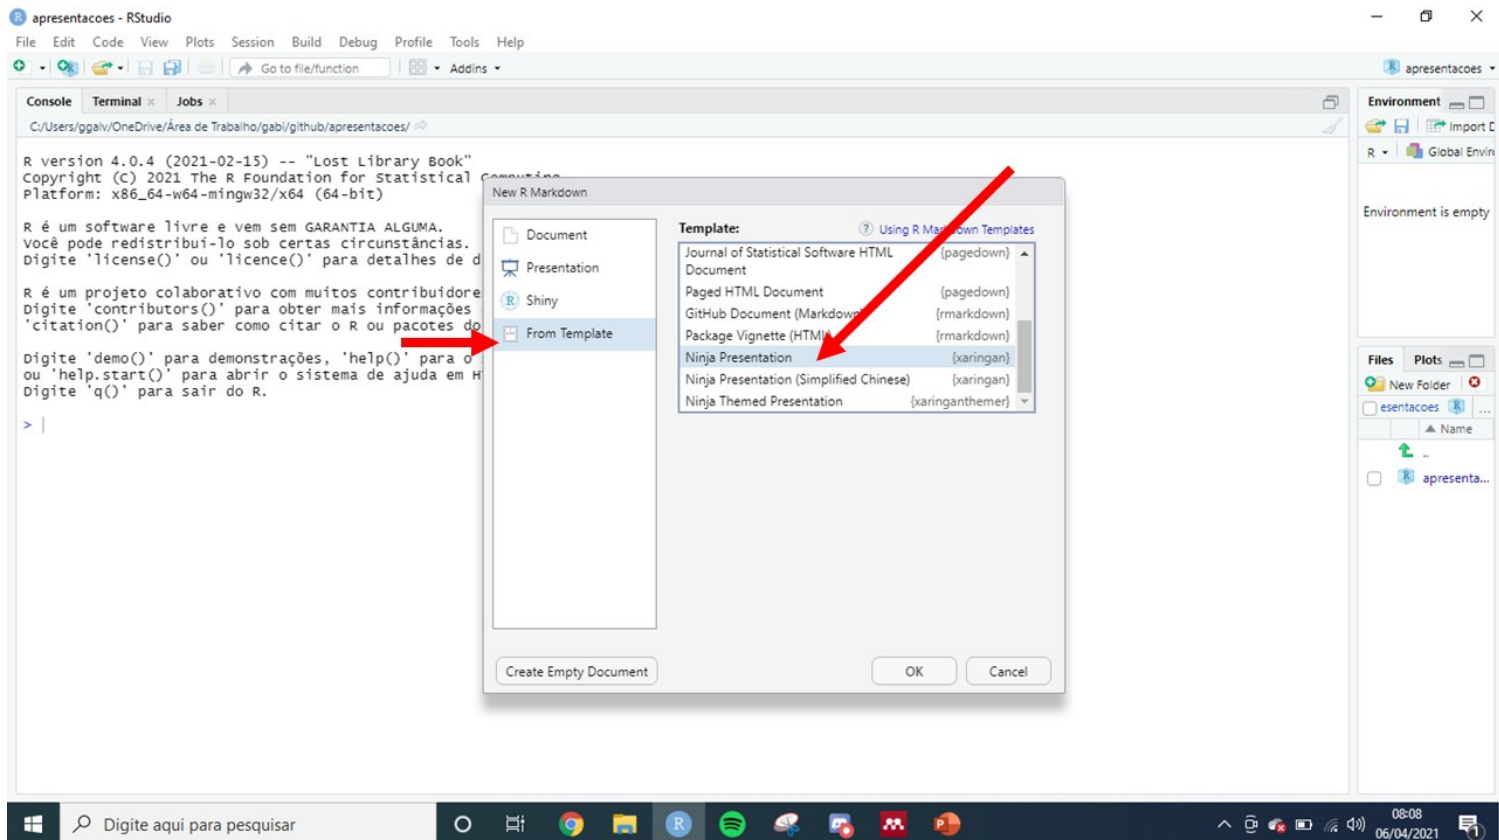 apresentacoes - RStudio
File Edit Code View Plots Session Build Debug Profile Tools Help
Go to file/function Addins apresentacoes
Console Terminal Jobs
C:/Users/ggalv/OneDrive/Área de Trabalho/gabi/github/apresentacoes/
R version 4.0.4 (2021-02-15) -- "Lost Library Book"
Copyright (C) 2021 The R Foundation for Statistical Computing
Platform: x86_64-w64-mingw32/x64 (64-bit)
R é um software livre e vem sem GARANTIA ALGUMA.
Você pode redistribuí-lo sob certas circunstâncias.
Digite 'license()' ou 'licence()' para detalhes de d
R é um projeto colaborativo com muitos contribuidore
Digite 'contributors()' para obter mais informações
'citation()' para saber como citar o R ou pacotes do
Digite 'demo()' para demonstrações, 'help()' para o
ou 'help.start()' para abrir o sistema de ajuda em H
Digite 'q()' para sair do R.
>
New R Markdown
Document
Presentation
R Shiny
From Template
Template: ? Using R Markdown Templates
Journal of Statistical Software HTML {pagedown}
Document
Paged HTML Document {pagedown}
GitHub Document (Markdown) {rmarkdown}
Package Vignette (HTML) {rmarkdown}
Ninja Presentation {xaringan}
Ninja Presentation (Simplified Chinese) {xaringan}
Ninja Themed Presentation {xaringanthemer}
Create Empty Document OK Cancel
Environment
Import D
R Global Envir
Environment is empty
Files Plots
New Folder
esentacoes R ...
Name
..
apresenta...
Digite aqui para pesquisar
08:08
06/04/2021